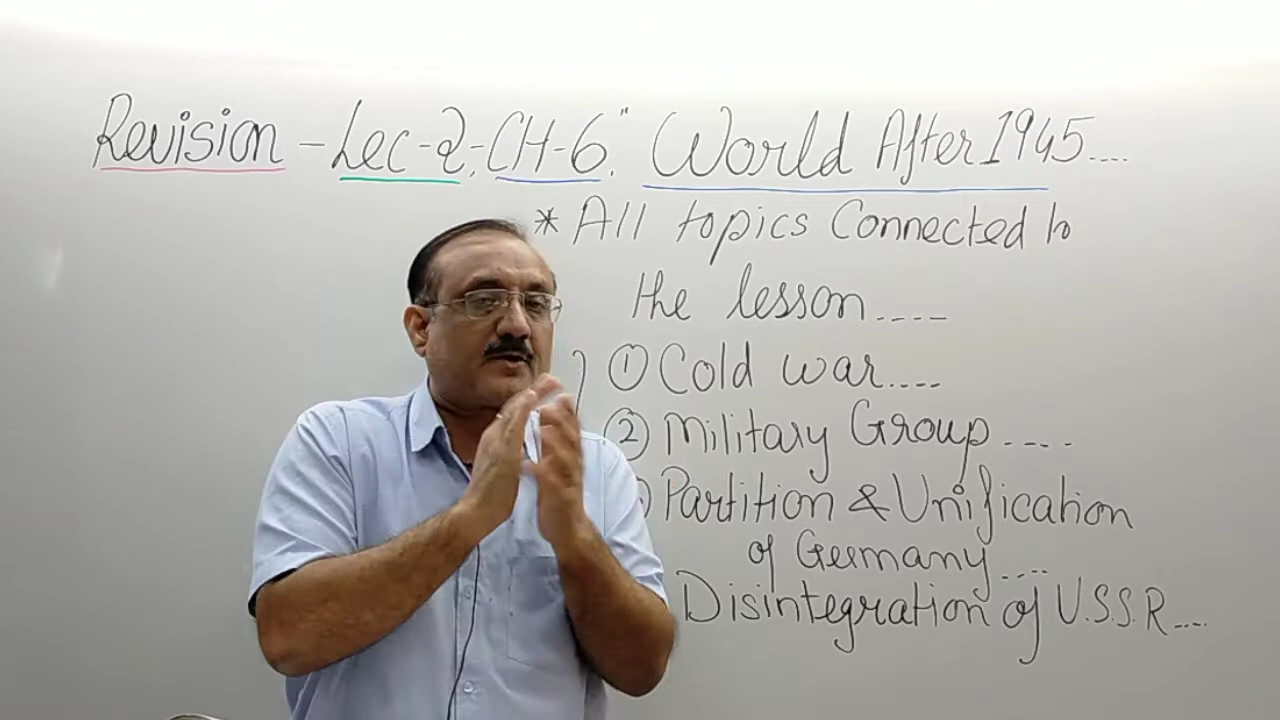 Revision - Lec-2, CH-6," World After 1945....
* All topics Connected to
the lesson....
① Cold war....
② Military Group....
Partition & Unification
of Germany....
Disintegration of U.S.S.R....